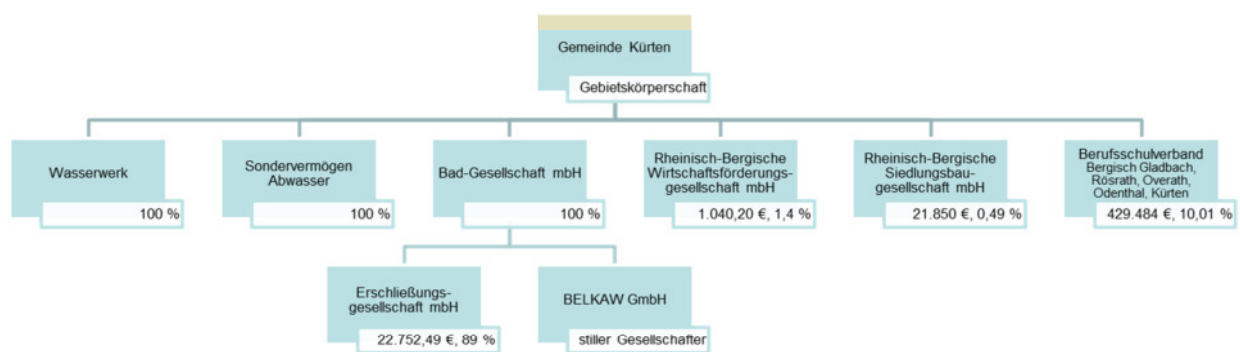 Gemeinde Kürten
Gebietskörperschaft
Wasserwerk
100 %
Sondervermögen
Abwasser
100 %
Bad-Gesellschaft mbH
100 %
Rheinisch-Bergische
Wirtschaftsförderungs-
gesellschaft mbH
1.040,20 €, 1,4 %
Rheinisch-Bergische
Siedlungsbau-
gesellschaft mbH
21.850 €, 0,49 %
Berufsschulverband
Bergisch Gladbach,
Rösrath, Overath,
Odenthal, Kürten
429.484 €, 10,01 %
Erschließungs-
gesellschaft mbH
22.752,49 €, 89 %
BELKAW GmbH
stiller Gesellschafter